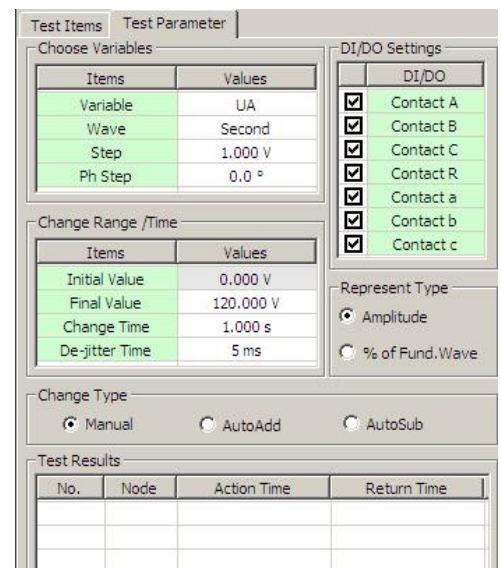 Test Items Test Parameter
Choose Variables
Items Values
Variable UA
Wave Second
Step 1.000 V
Ph Step 0.0 °
DI/DO Settings
DI/DO
Contact A
Contact B
Contact C
Contact R
Contact a
Contact b
Contact c
Change Range /Time
Items Values
Initial Value 0.000 V
Final Value 120.000 V
Change Time 1.000 s
De-jitter Time 5 ms
Represent Type
Amplitude
% of Fund.Wave
Change Type
Manual AutoAdd AutoSub
Test Results
No. Node Action Time Return Time